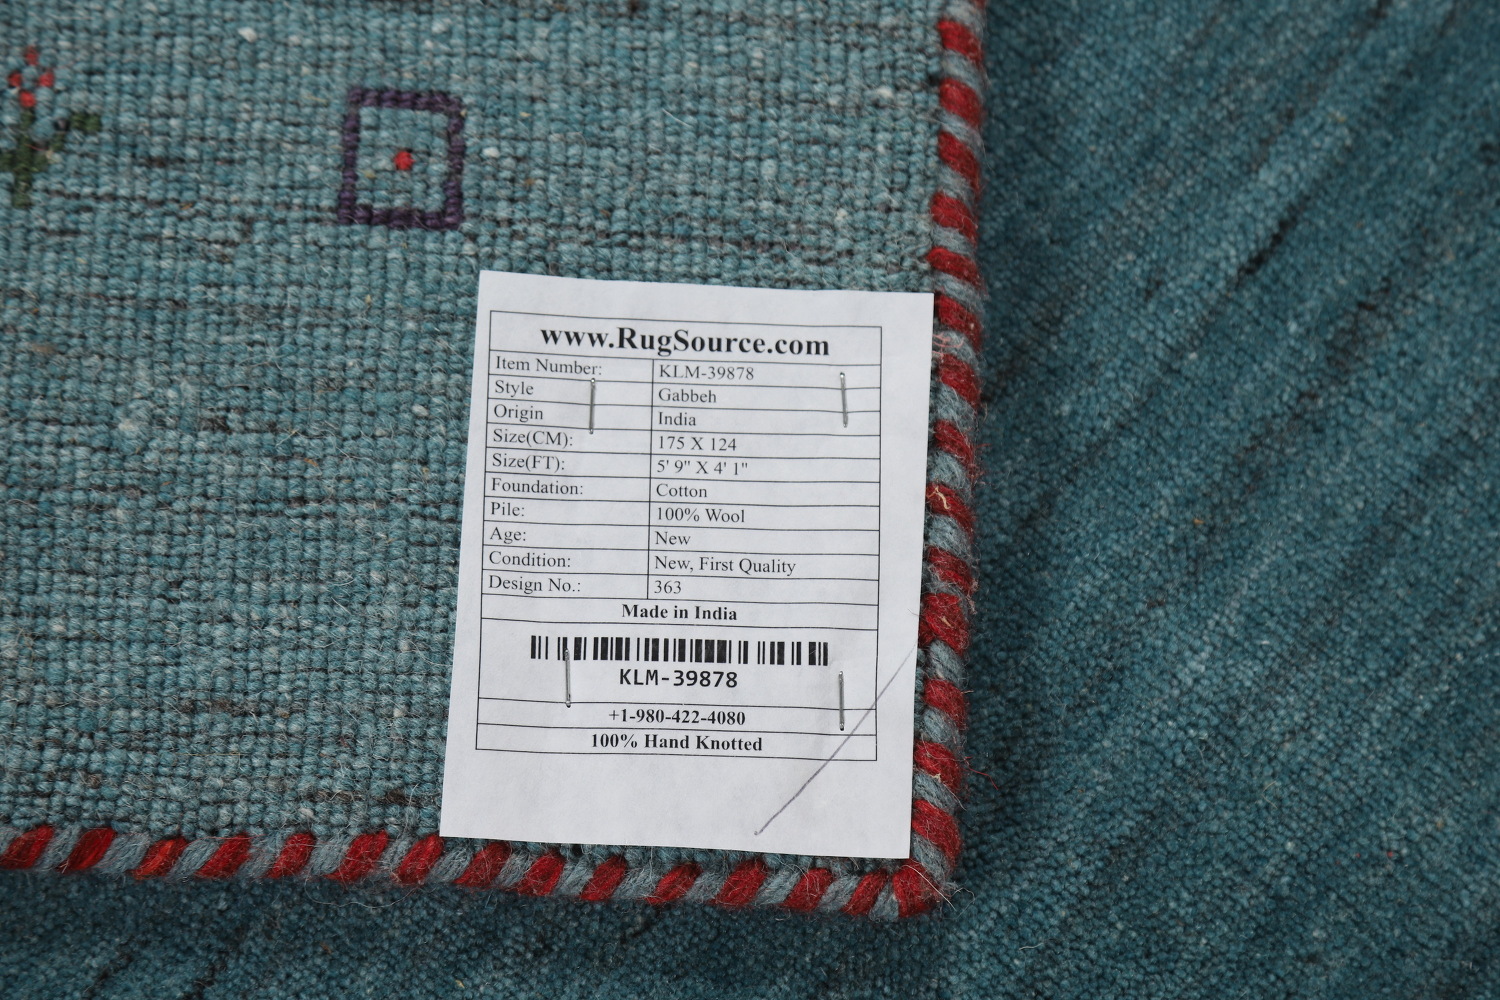 www.RugSource.com
Item Number: KLM-39878
Style Gabbeh
Origin India
Size(CM): 175 X 124
Size(FT): 5' 9" X 4' 1"
Foundation: Cotton
Pile: 100% Wool
Age: New
Condition: New, First Quality
Design No.: 363
Made in India
KLM-39878
+1-980-422-4080
100% Hand Knotted